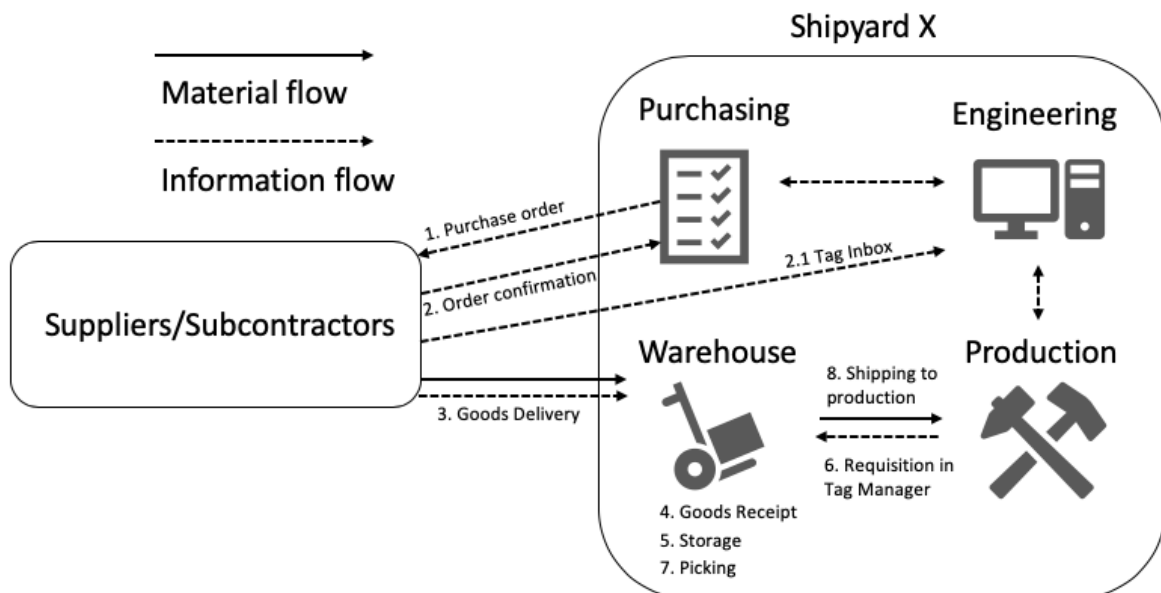 Shipyard X
Material flow
Information flow
Purchasing
Engineering
1. Purchase order
2. Order confirmation
2.1 Tag Inbox
Suppliers/Subcontractors
Warehouse
Production
3. Goods Delivery
8. Shipping to
production
6. Requisition in
Tag Manager
4. Goods Receipt
5. Storage
7. Picking